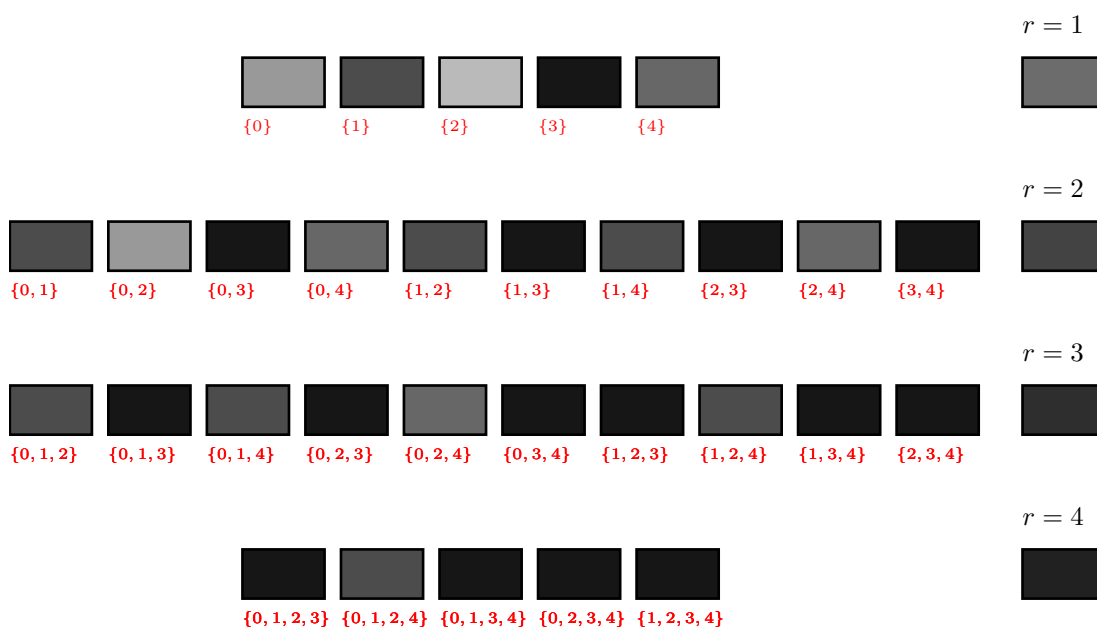 r = 1
{0} {1} {2} {3} {4}
r = 2
{0, 1} {0, 2} {0, 3} {0, 4} {1, 2} {1, 3} {1, 4} {2, 3} {2, 4} {3, 4}
r = 3
{0, 1, 2} {0, 1, 3} {0, 1, 4} {0, 2, 3} {0, 2, 4} {0, 3, 4} {1, 2, 3} {1, 2, 4} {1, 3, 4} {2, 3, 4}
r = 4
{0, 1, 2, 3} {0, 1, 2, 4} {0, 1, 3, 4} {0, 2, 3, 4} {1, 2, 3, 4}